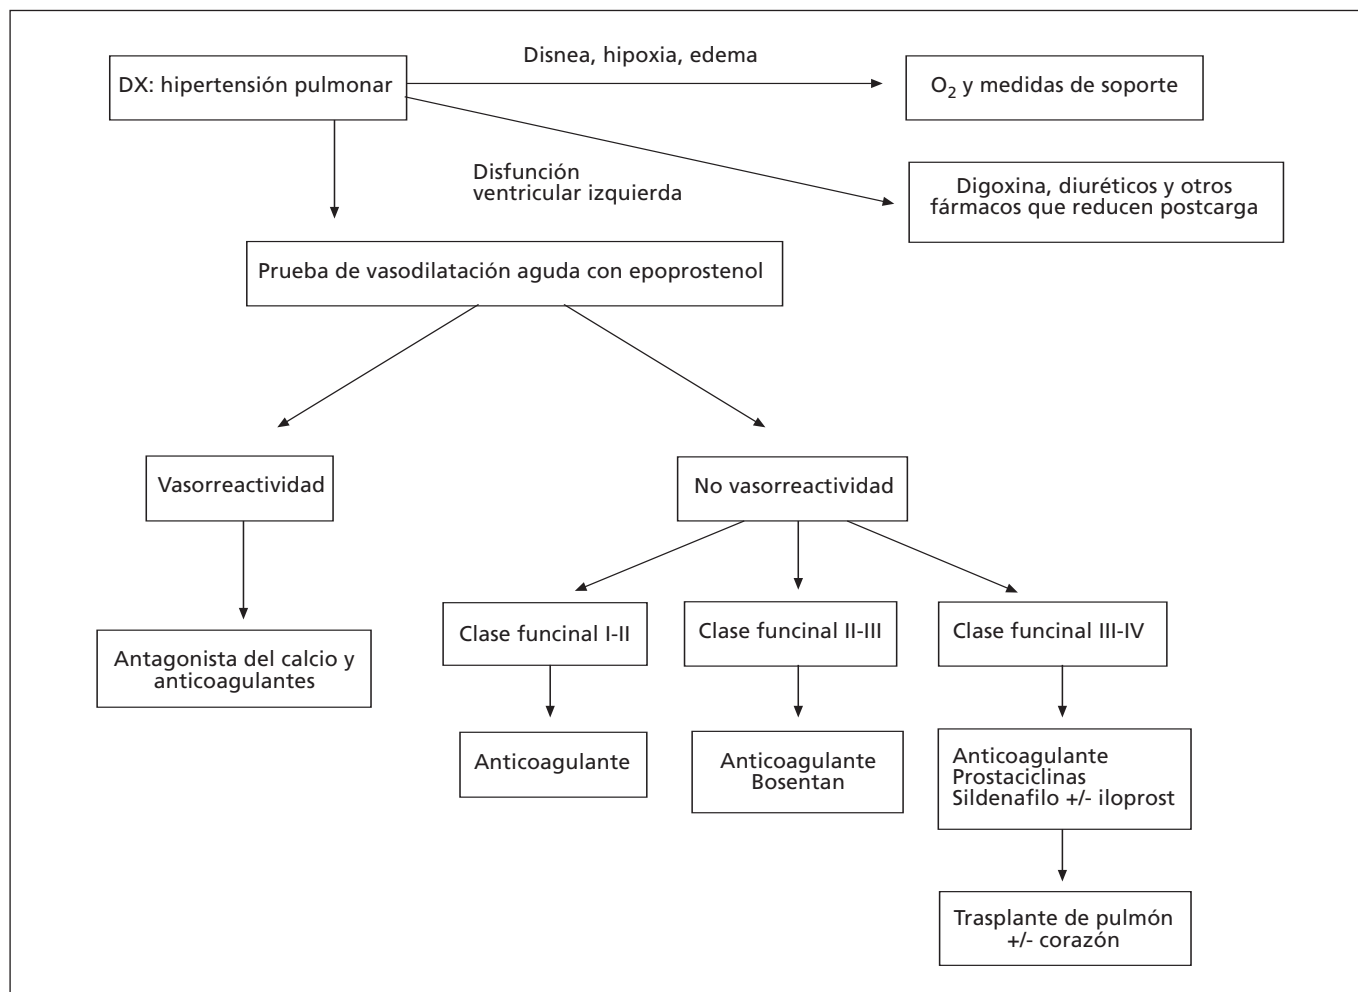 Disnea, hipoxia, edema
DX: hipertensión pulmonar
O2 y medidas de soporte
Disfunción
ventricular izquierda
Digoxina, diuréticos y otros
fármacos que reducen postcarga
Prueba de vasodilatación aguda con epoprostenol
Vasorreactividad
No vasorreactividad
Antagonista del calcio y
anticoagulantes
Clase funcinal I-II
Clase funcinal II-III
Clase funcinal III-IV
Anticoagulante
Anticoagulante
Bosentan
Anticoagulante
Prostaciclinas
Sildenafilo +/- iloprost
Trasplante de pulmón
+/- corazón